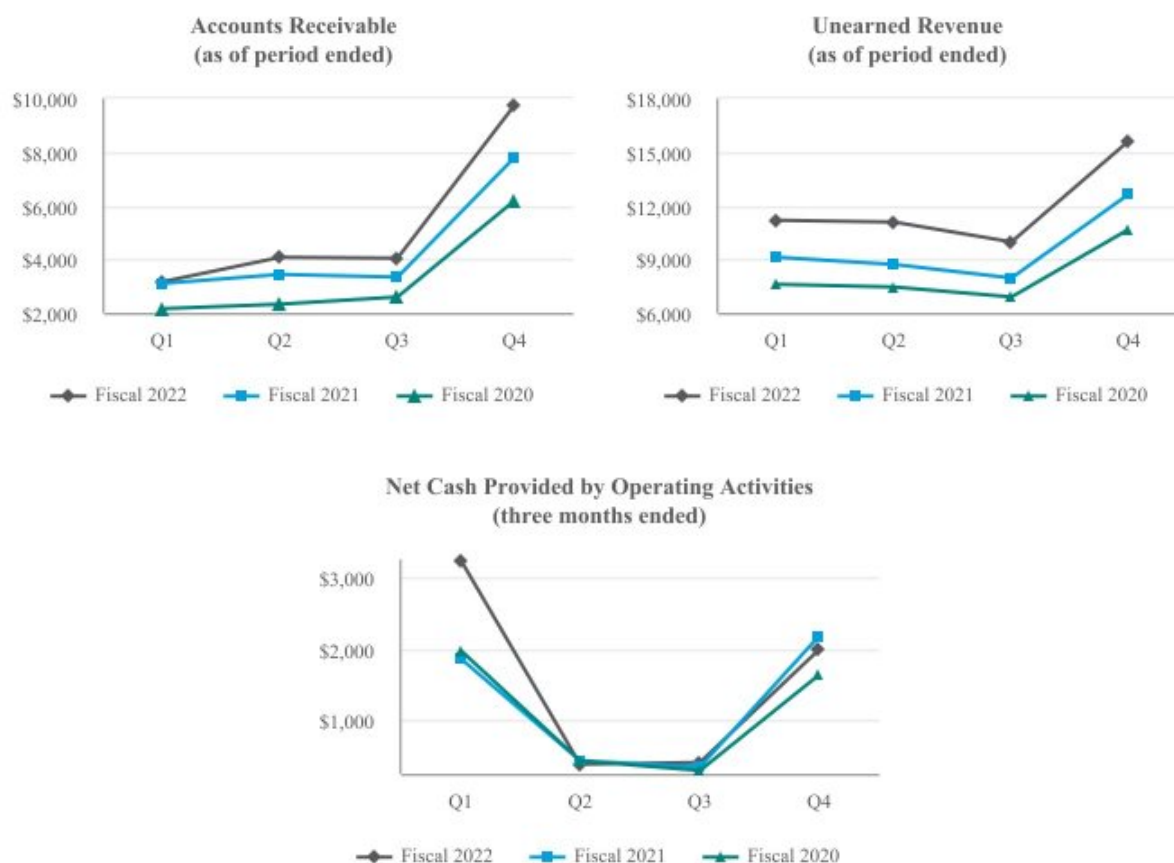 Accounts Receivable
(as of period ended)
$10,000
$8,000
$6,000
$4,000
$2,000
Q1 Q2 Q3 Q4
Fiscal 2022 Fiscal 2021 Fiscal 2020
Unearned Revenue
(as of period ended)
$18,000
$15,000
$12,000
$9,000
$6,000
Q1 Q2 Q3 Q4
Fiscal 2022 Fiscal 2021 Fiscal 2020
Net Cash Provided by Operating Activities
(three months ended)
$3,000
$2,000
$1,000
Q1 Q2 Q3 Q4
Fiscal 2022 Fiscal 2021 Fiscal 2020